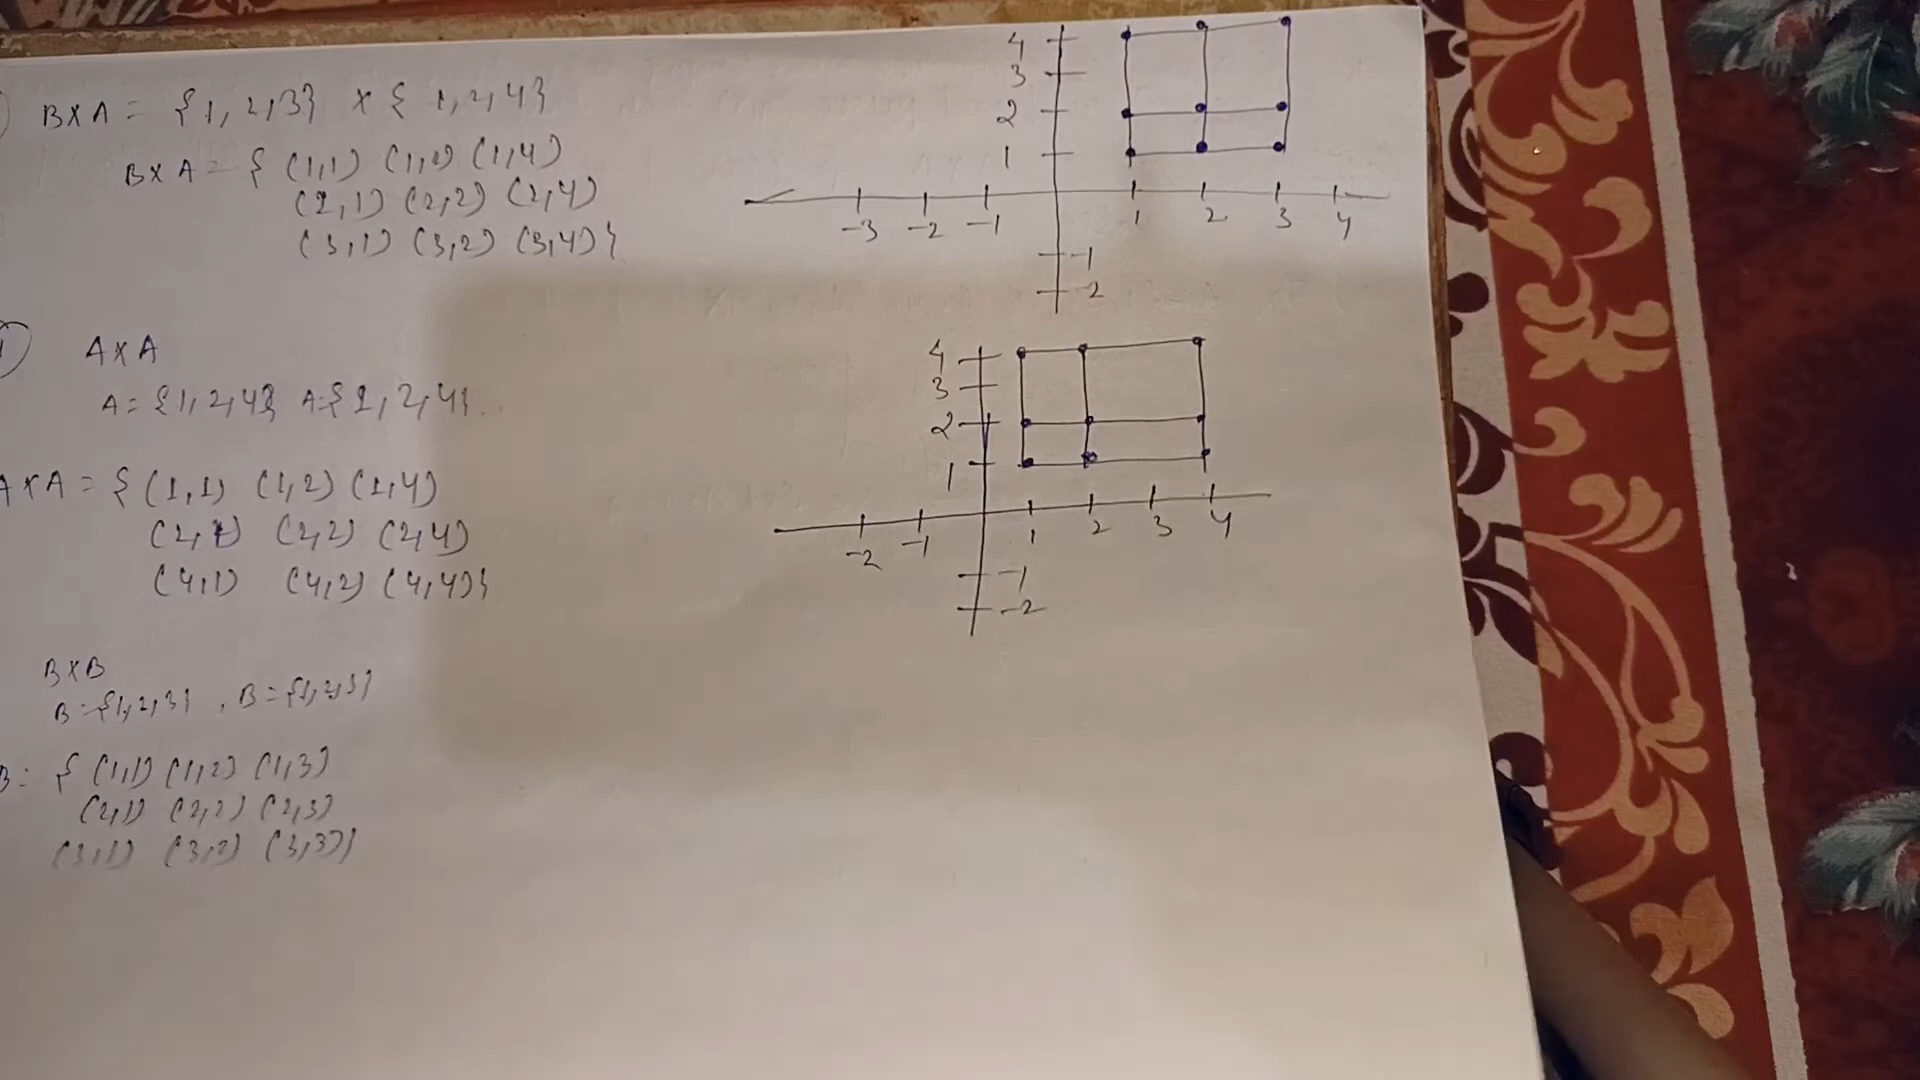 B×A = {1,2,3} × {1,2,4}
B×A = { (1,1) (1,2) (1,4)
(2,1) (2,2) (2,4)
(3,1) (3,2) (3,4) }
4
3
2
1
-3 -2 -1 1 2 3 4
-1
-2
A×A
A = {1,2,4} A={1,2,4}
A×A = { (1,1) (1,2) (1,4)
(2,1) (2,2) (2,4)
(4,1) (4,2) (4,4)}
4
3
2
1
-2 -1 1 2 3 4
-1
-2
B×B
B={1,2,3} , B={1,2,3}
B= { (1,1) (1,2) (1,3)
(2,1) (2,2) (2,3)
(3,1) (3,2) (3,3)}